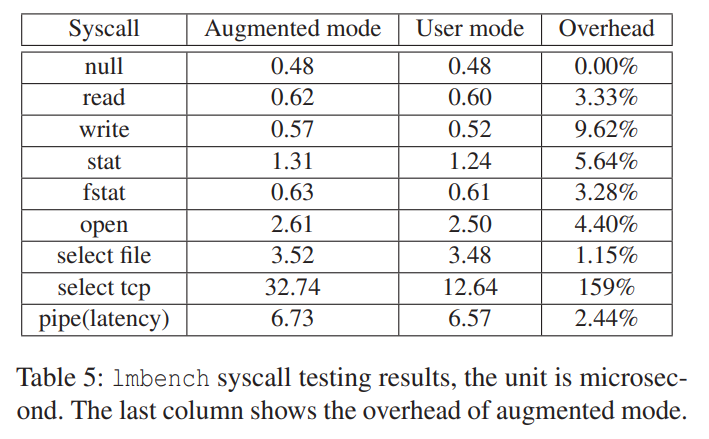 Syscall Augmented mode User mode Overhead
null 0.48 0.48 0.00%
read 0.62 0.60 3.33%
write 0.57 0.52 9.62%
stat 1.31 1.24 5.64%
fstat 0.63 0.61 3.28%
open 2.61 2.50 4.40%
select file 3.52 3.48 1.15%
select tcp 32.74 12.64 159%
pipe(latency) 6.73 6.57 2.44%
Table 5: lmbench syscall testing results, the unit is microsec-
ond. The last column shows the overhead of augmented mode.